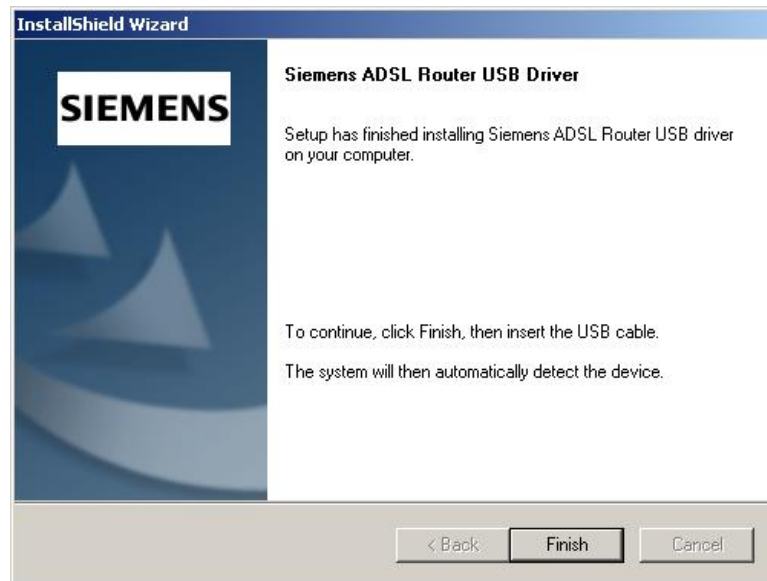 InstallShield Wizard
SIEMENS
Siemens ADSL Router USB Driver
Setup has finished installing Siemens ADSL Router USB driver
on your computer.
To continue, click Finish, then insert the USB cable.
The system will then automatically detect the device.
< Back Finish Cancel